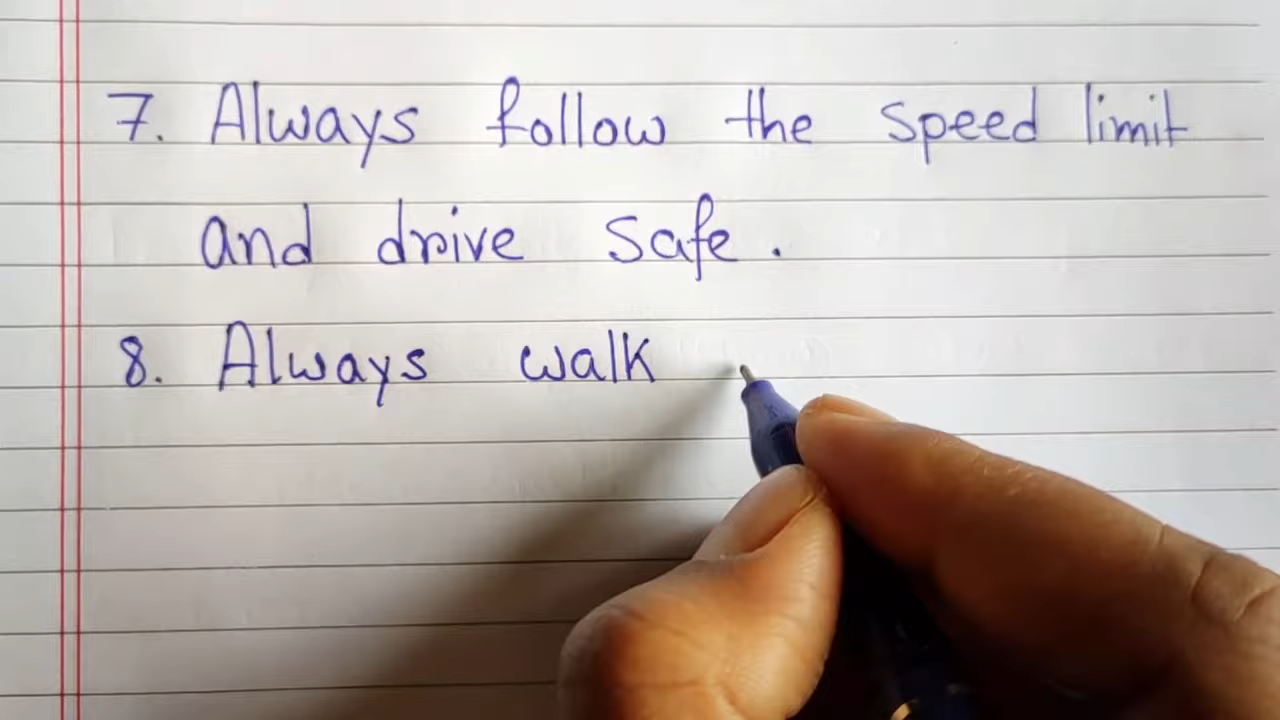 7. Always follow the speed limit
and drive safe.
8. Always walk